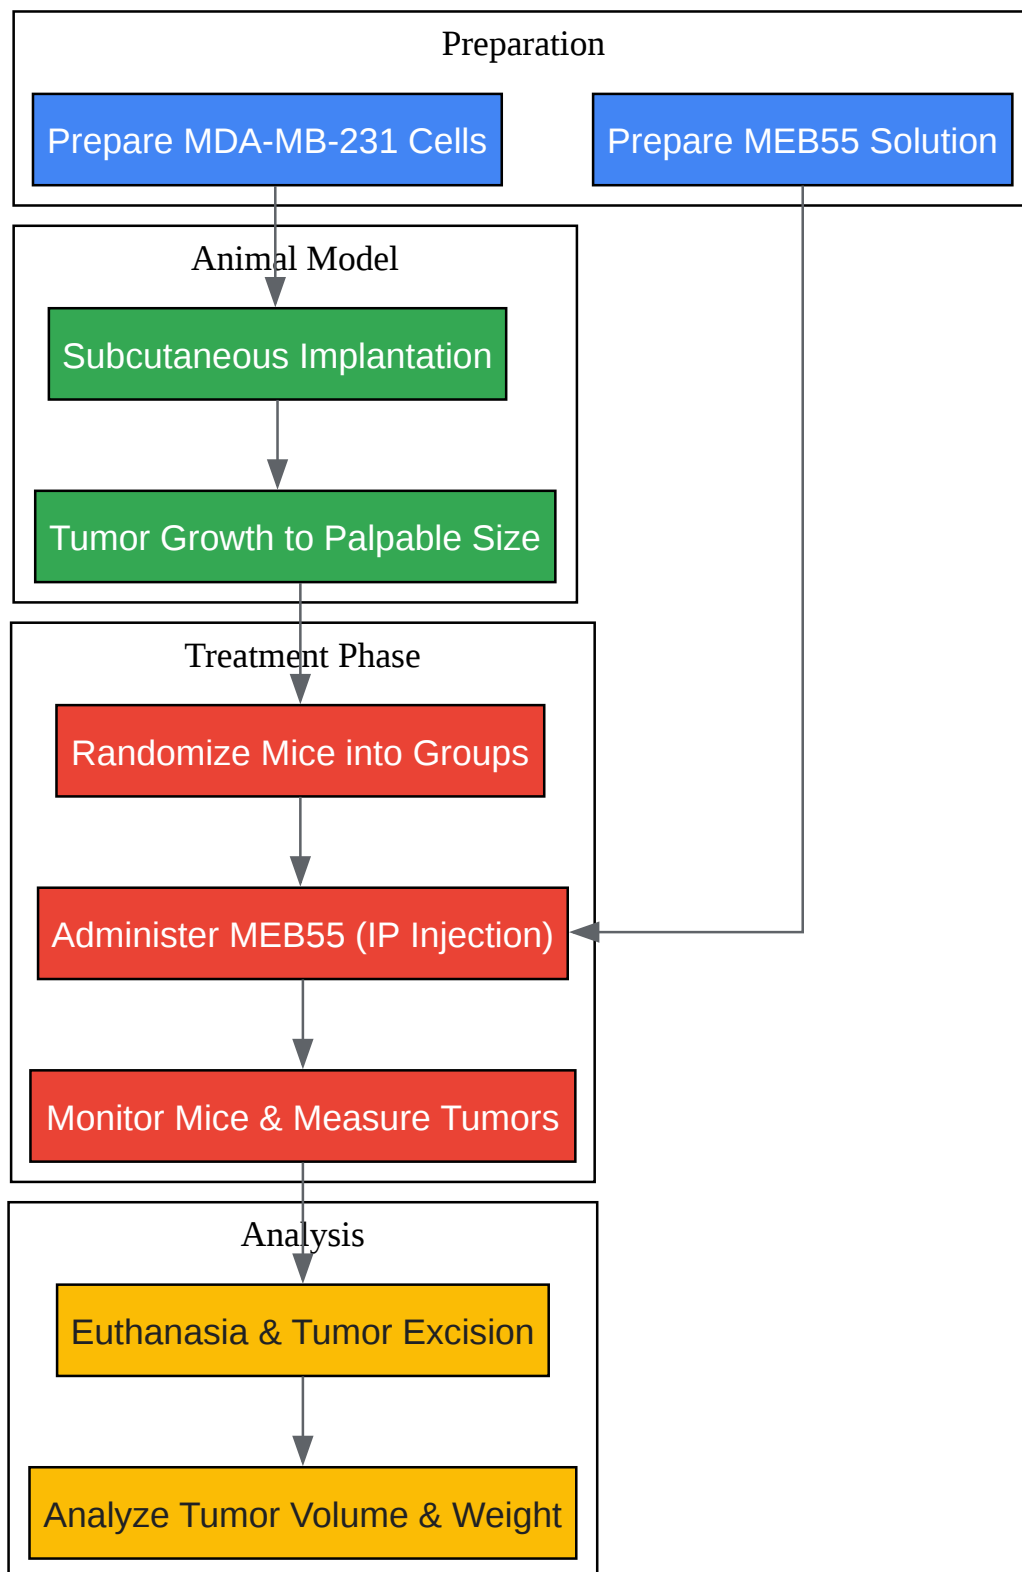 Preparation
Prepare MDA-MB-231 Cells
Prepare MEB55 Solution
Animal Model
Subcutaneous Implantation
Tumor Growth to Palpable Size
Treatment Phase
Randomize Mice into Groups
Administer MEB55 (IP Injection)
Monitor Mice & Measure Tumors
Analysis
Euthanasia & Tumor Excision
Analyze Tumor Volume & Weight